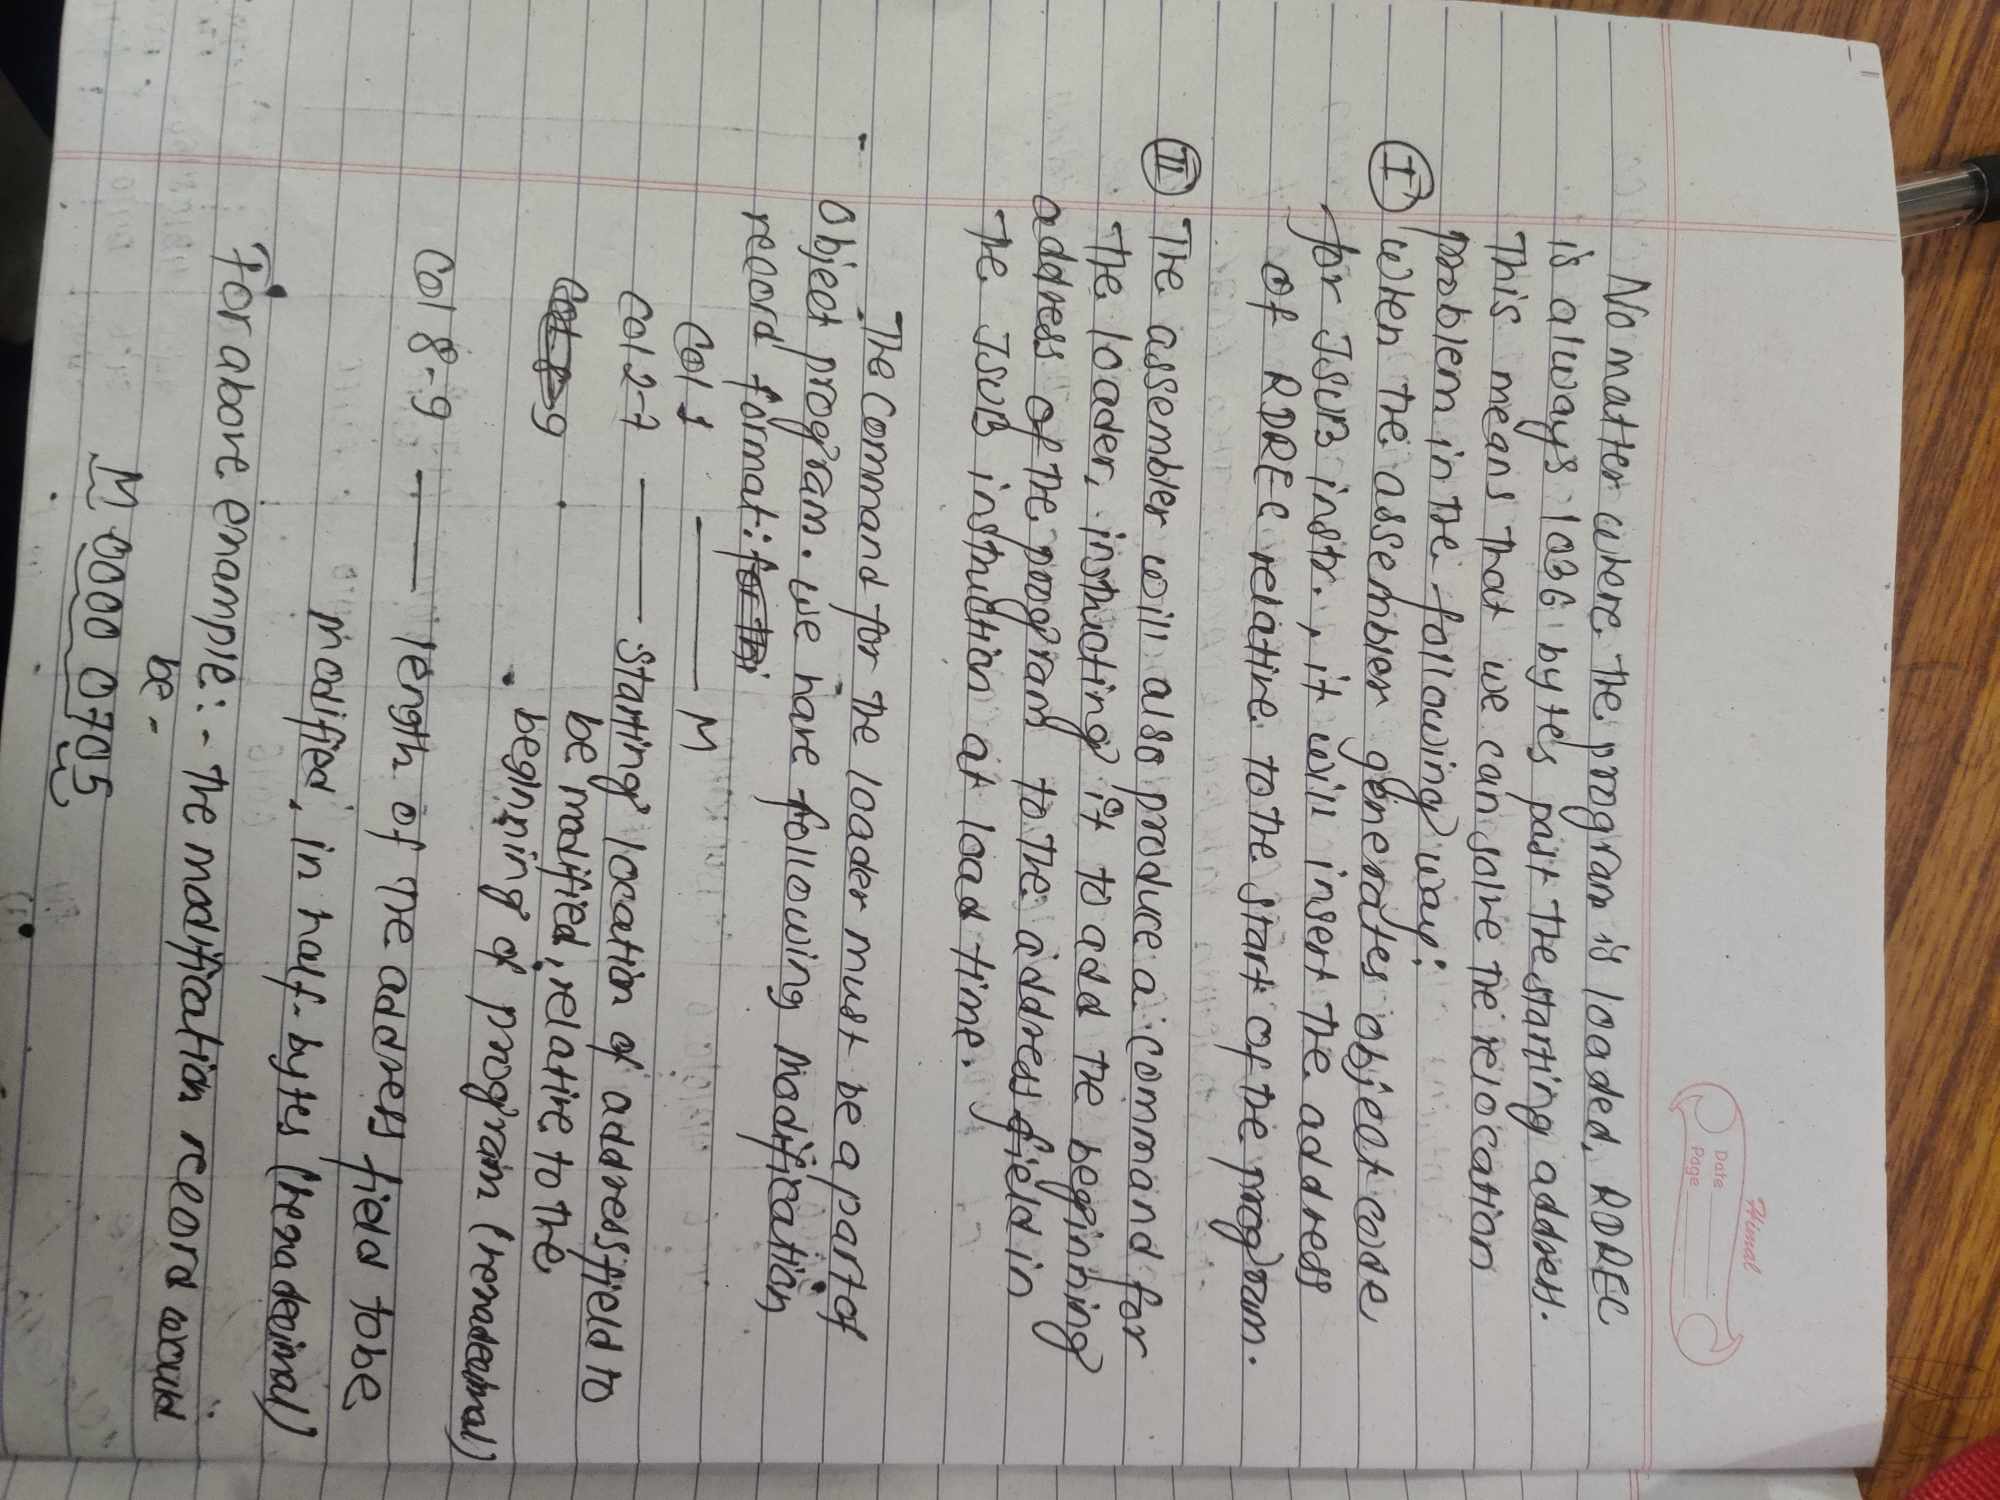 Himal
Date
Page
No matter where the program is loaded, RDREC
is always 1036 bytes past the starting address.
This means that we can solve the relocation
problem in the following way:
I When the assembler generates object code
for JSUB instr., it will insert the address
of RDREC relative to the start of the program.
II The assembler will also produce a command for
the loader, instructing it to add the beginning
address of the program to the address field in
the JSUB instruction at load time.
The command for the loader must be a part of
Object program. we have following modification
record format:
Col 1 — M
Col 2-7 — Starting location of address field to
be modified, relative to the
beginning of program (hexadecimal)
Col 8-9 — length of the address field to be
modified, in half-bytes (hexadecimal)
For above example:- The modification record would
be -
M 0000 0705